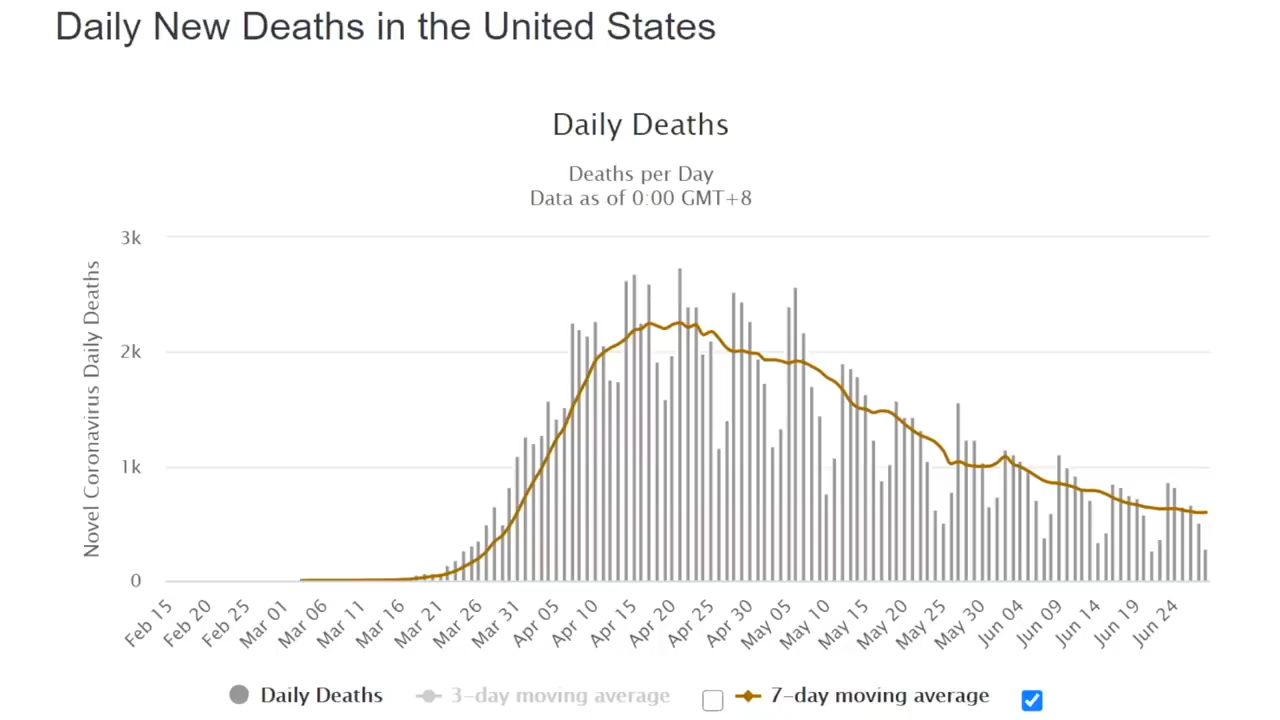 Daily New Deaths in the United States
Daily Deaths
Deaths per Day
Data as of 0:00 GMT+8
Novel Coronavirus Daily Deaths
3k
2k
1k
0
Feb 15
Feb 20
Feb 25
Mar 01
Mar 06
Mar 11
Mar 16
Mar 21
Mar 26
Mar 31
Apr 05
Apr 10
Apr 15
Apr 20
Apr 25
Apr 30
May 05
May 10
May 15
May 20
May 25
May 30
Jun 04
Jun 09
Jun 14
Jun 19
Jun 24
Daily Deaths
3-day moving average
7-day moving average